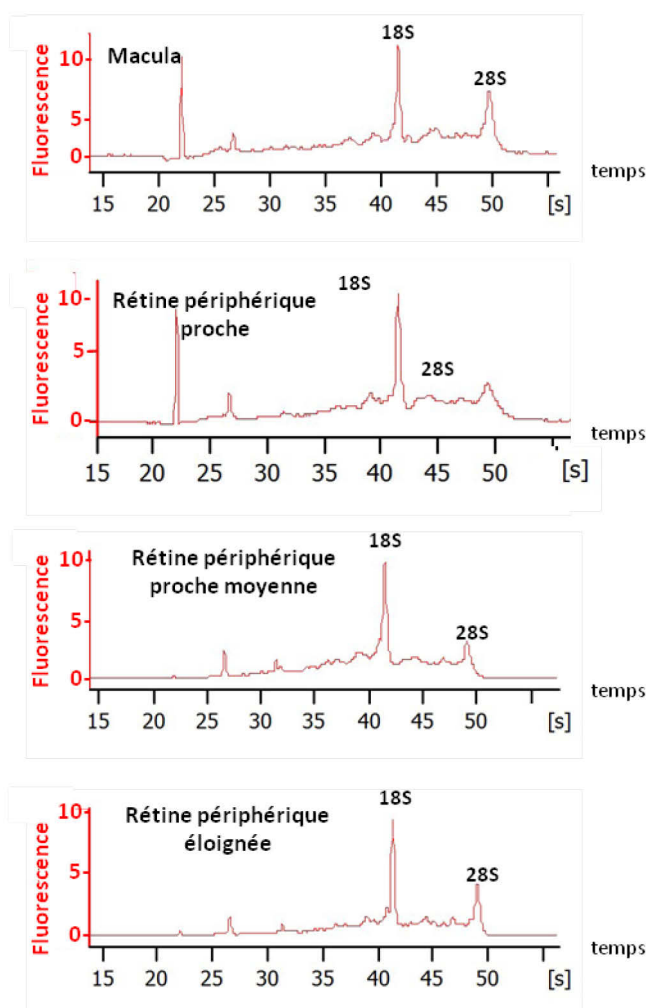 Fluorescence
10
5
0
Macula
18S
28S
15 20 25 30 35 40 45 50 [s]
temps
Fluorescence
10-
5
0
Rétine périphérique
proche
18S
28S
15 20 25 30 35 40 45 50 [s]
temps
Fluorescence
10
5
0
Rétine périphérique
proche moyenne
18S
28S
15 20 25 30 35 40 45 50 [s]
temps
Fluorescence
10
5
0
Rétine périphérique
éloignée
18S
28S
15 20 25 30 35 40 45 50 [s]
temps